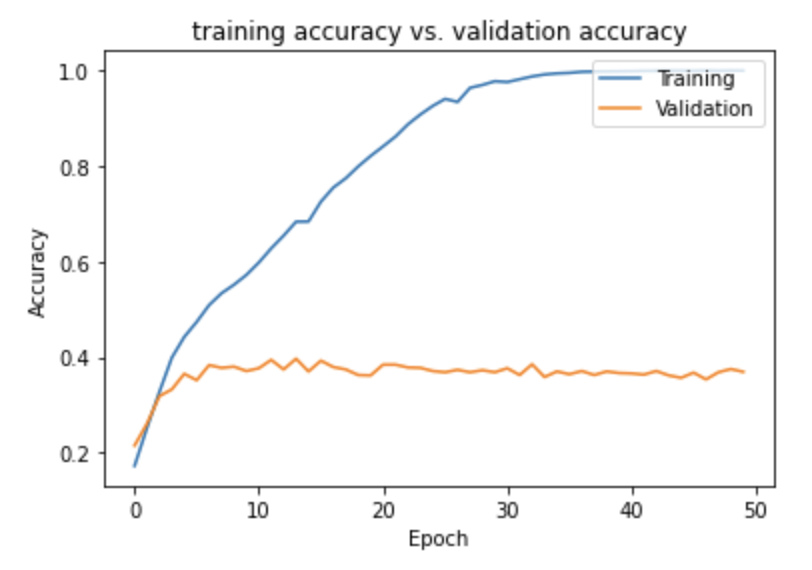 training accuracy vs. validation accuracy
1.0
0.8
0.6
0.4
0.2
Accuracy
Training
Validation
0 10 20 30 40 50
Epoch